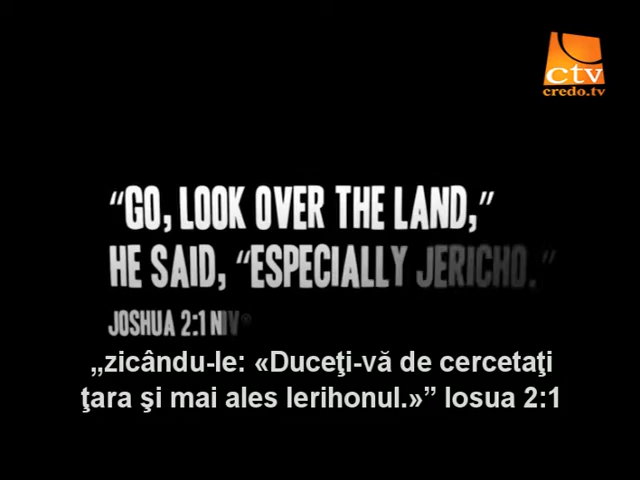 ctv
credo.tv
“GO, LOOK OVER THE LAND,”
HE SAID, “ESPECIALLY JERICHO.”
JOSHUA 2:1 NIV®
„zicându-le: «Duceţi-vă de cercetaţi
ţara şi mai ales Ierihonul.»” Iosua 2:1